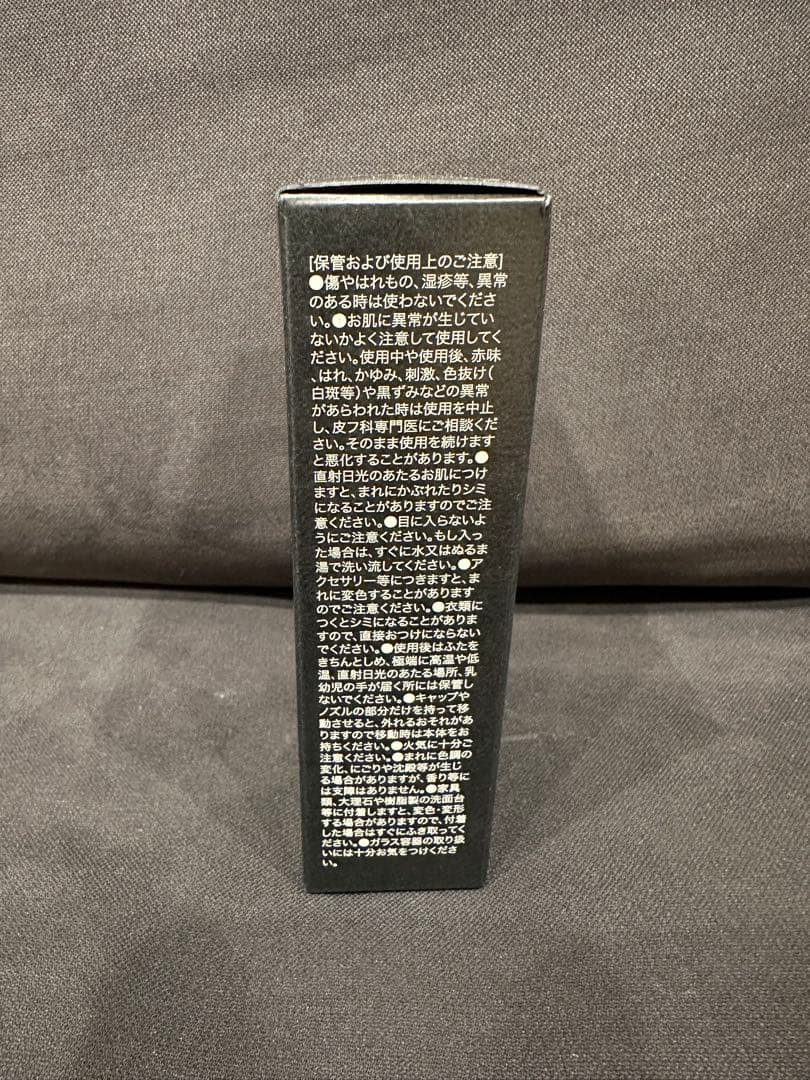 [保管および使用上のご注意]
●傷やはれもの、湿疹等、異常
のある時は使わないでくださ
い。●お肌に異常が生じてい
ないかよく注意して使用してく
ださい。使用中や使用後、赤味
、はれ、かゆみ、刺激、色抜け(
白斑等)や黒ずみなどの異常
があらわれた時は使用を中止
し、皮フ科専門医にご相談くだ
さい。そのまま使用を続けます
と悪化することがあります。●
直射日光のあたるお肌につけ
ますと、まれにかぶれたりシミ
になることがありますのでご注
意ください。●目に入らないよ
うにご注意ください。もし入っ
た場合は、すぐに水又はぬるま
湯で洗い流してください。●ア
クセサリー等につきますと、ま
れに変色することがあります
のでご注意ください。●衣類に
つくとシミになることがありま
すので、直接おつけにならない
でください。●使用後はふたを
きちんとしめ、極端に高温や低
温、直射日光のあたる場所、乳
幼児の手が届く所には保管し
ないでください。●キャップや
ノズルの部分だけを持って移
動させると、外れるおそれがあ
りますので移動時は本体をお
持ちください。●火気に十分ご
注意ください。●まれに色調の
変化、にごりや沈殿等が生じ
る場合がありますが、香り等に
は支障はありません。●家具
類、大理石や樹脂製の洗面台
等に付着しますと、変色・変形
する場合がありますので、付着
した場合はすぐにふき取ってく
ださい。●ガラス容器の取り扱
いには十分お気をつけくださ
い。